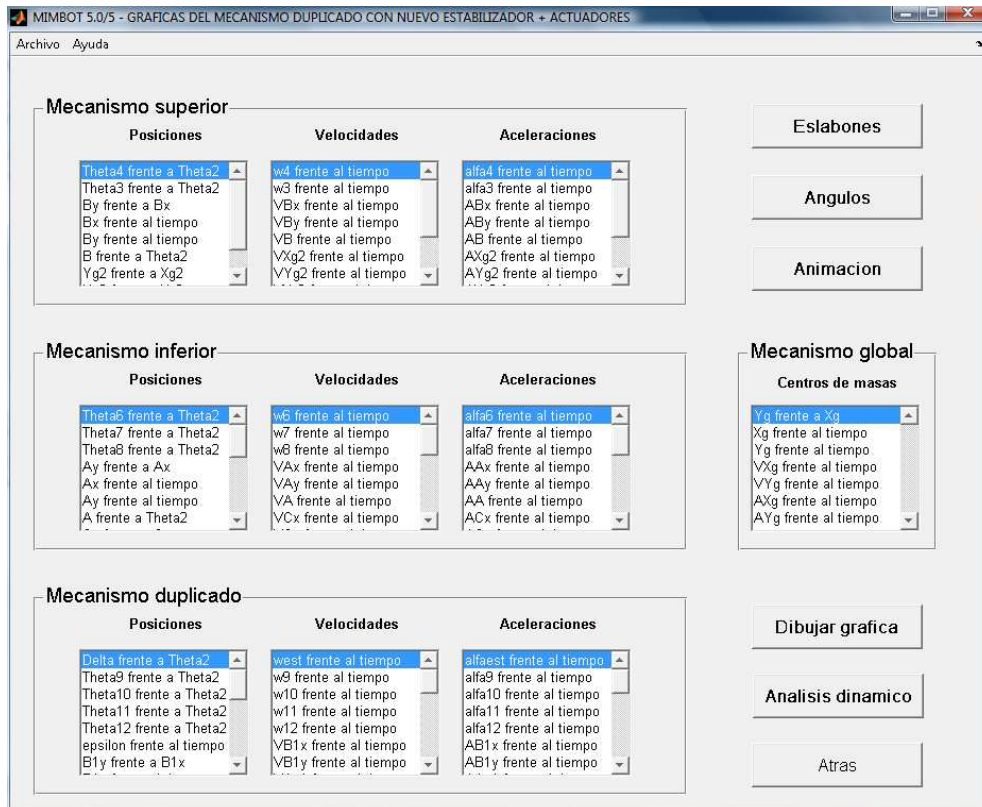 MIMBOT 5.0/5 - GRAFICAS DEL MECANISMO DUPLICADO CON NUEVO ESTABILIZADOR + ACTUADORES
Archivo Ayuda
Mecanismo superior
Posiciones
Theta4 frente a Theta2
Theta3 frente a Theta2
By frente a Bx
Bx frente al tiempo
By frente al tiempo
B frente a Theta2
Yg2 frente a Xg2
Velocidades
w4 frente al tiempo
w3 frente al tiempo
VBx frente al tiempo
VBy frente al tiempo
VB frente al tiempo
VXg2 frente al tiempo
VYg2 frente al tiempo
Aceleraciones
alfa4 frente al tiempo
alfa3 frente al tiempo
ABx frente al tiempo
ABy frente al tiempo
AB frente al tiempo
AXg2 frente al tiempo
AYg2 frente al tiempo
Eslabones
Angulos
Animacion
Mecanismo inferior
Posiciones
Theta6 frente a Theta2
Theta7 frente a Theta2
Theta8 frente a Theta2
Ay frente a Ax
Ax frente al tiempo
Ay frente al tiempo
A frente a Theta2
Velocidades
w6 frente al tiempo
w7 frente al tiempo
w8 frente al tiempo
VAx frente al tiempo
VAy frente al tiempo
VA frente al tiempo
VCx frente al tiempo
Aceleraciones
alfa6 frente al tiempo
alfa7 frente al tiempo
alfa8 frente al tiempo
AAx frente al tiempo
AAy frente al tiempo
AA frente al tiempo
ACx frente al tiempo
Mecanismo global
Centros de masas
Yg frente a Xg
Xg frente al tiempo
Yg frente al tiempo
VXg frente al tiempo
VYg frente al tiempo
AXg frente al tiempo
AYg frente al tiempo
Mecanismo duplicado
Posiciones
Delta frente a Theta2
Theta9 frente a Theta2
Theta10 frente a Theta2
Theta11 frente a Theta2
Theta12 frente a Theta2
epsilon frente al tiempo
B1y frente a B1x
Velocidades
west frente al tiempo
w9 frente al tiempo
w10 frente al tiempo
w11 frente al tiempo
w12 frente al tiempo
VB1x frente al tiempo
VB1y frente al tiempo
Aceleraciones
alfaest frente al tiempo
alfa9 frente al tiempo
alfa10 frente al tiempo
alfa11 frente al tiempo
alfa12 frente al tiempo
AB1x frente al tiempo
AB1y frente al tiempo
Dibujar grafica
Analisis dinamico
Atras